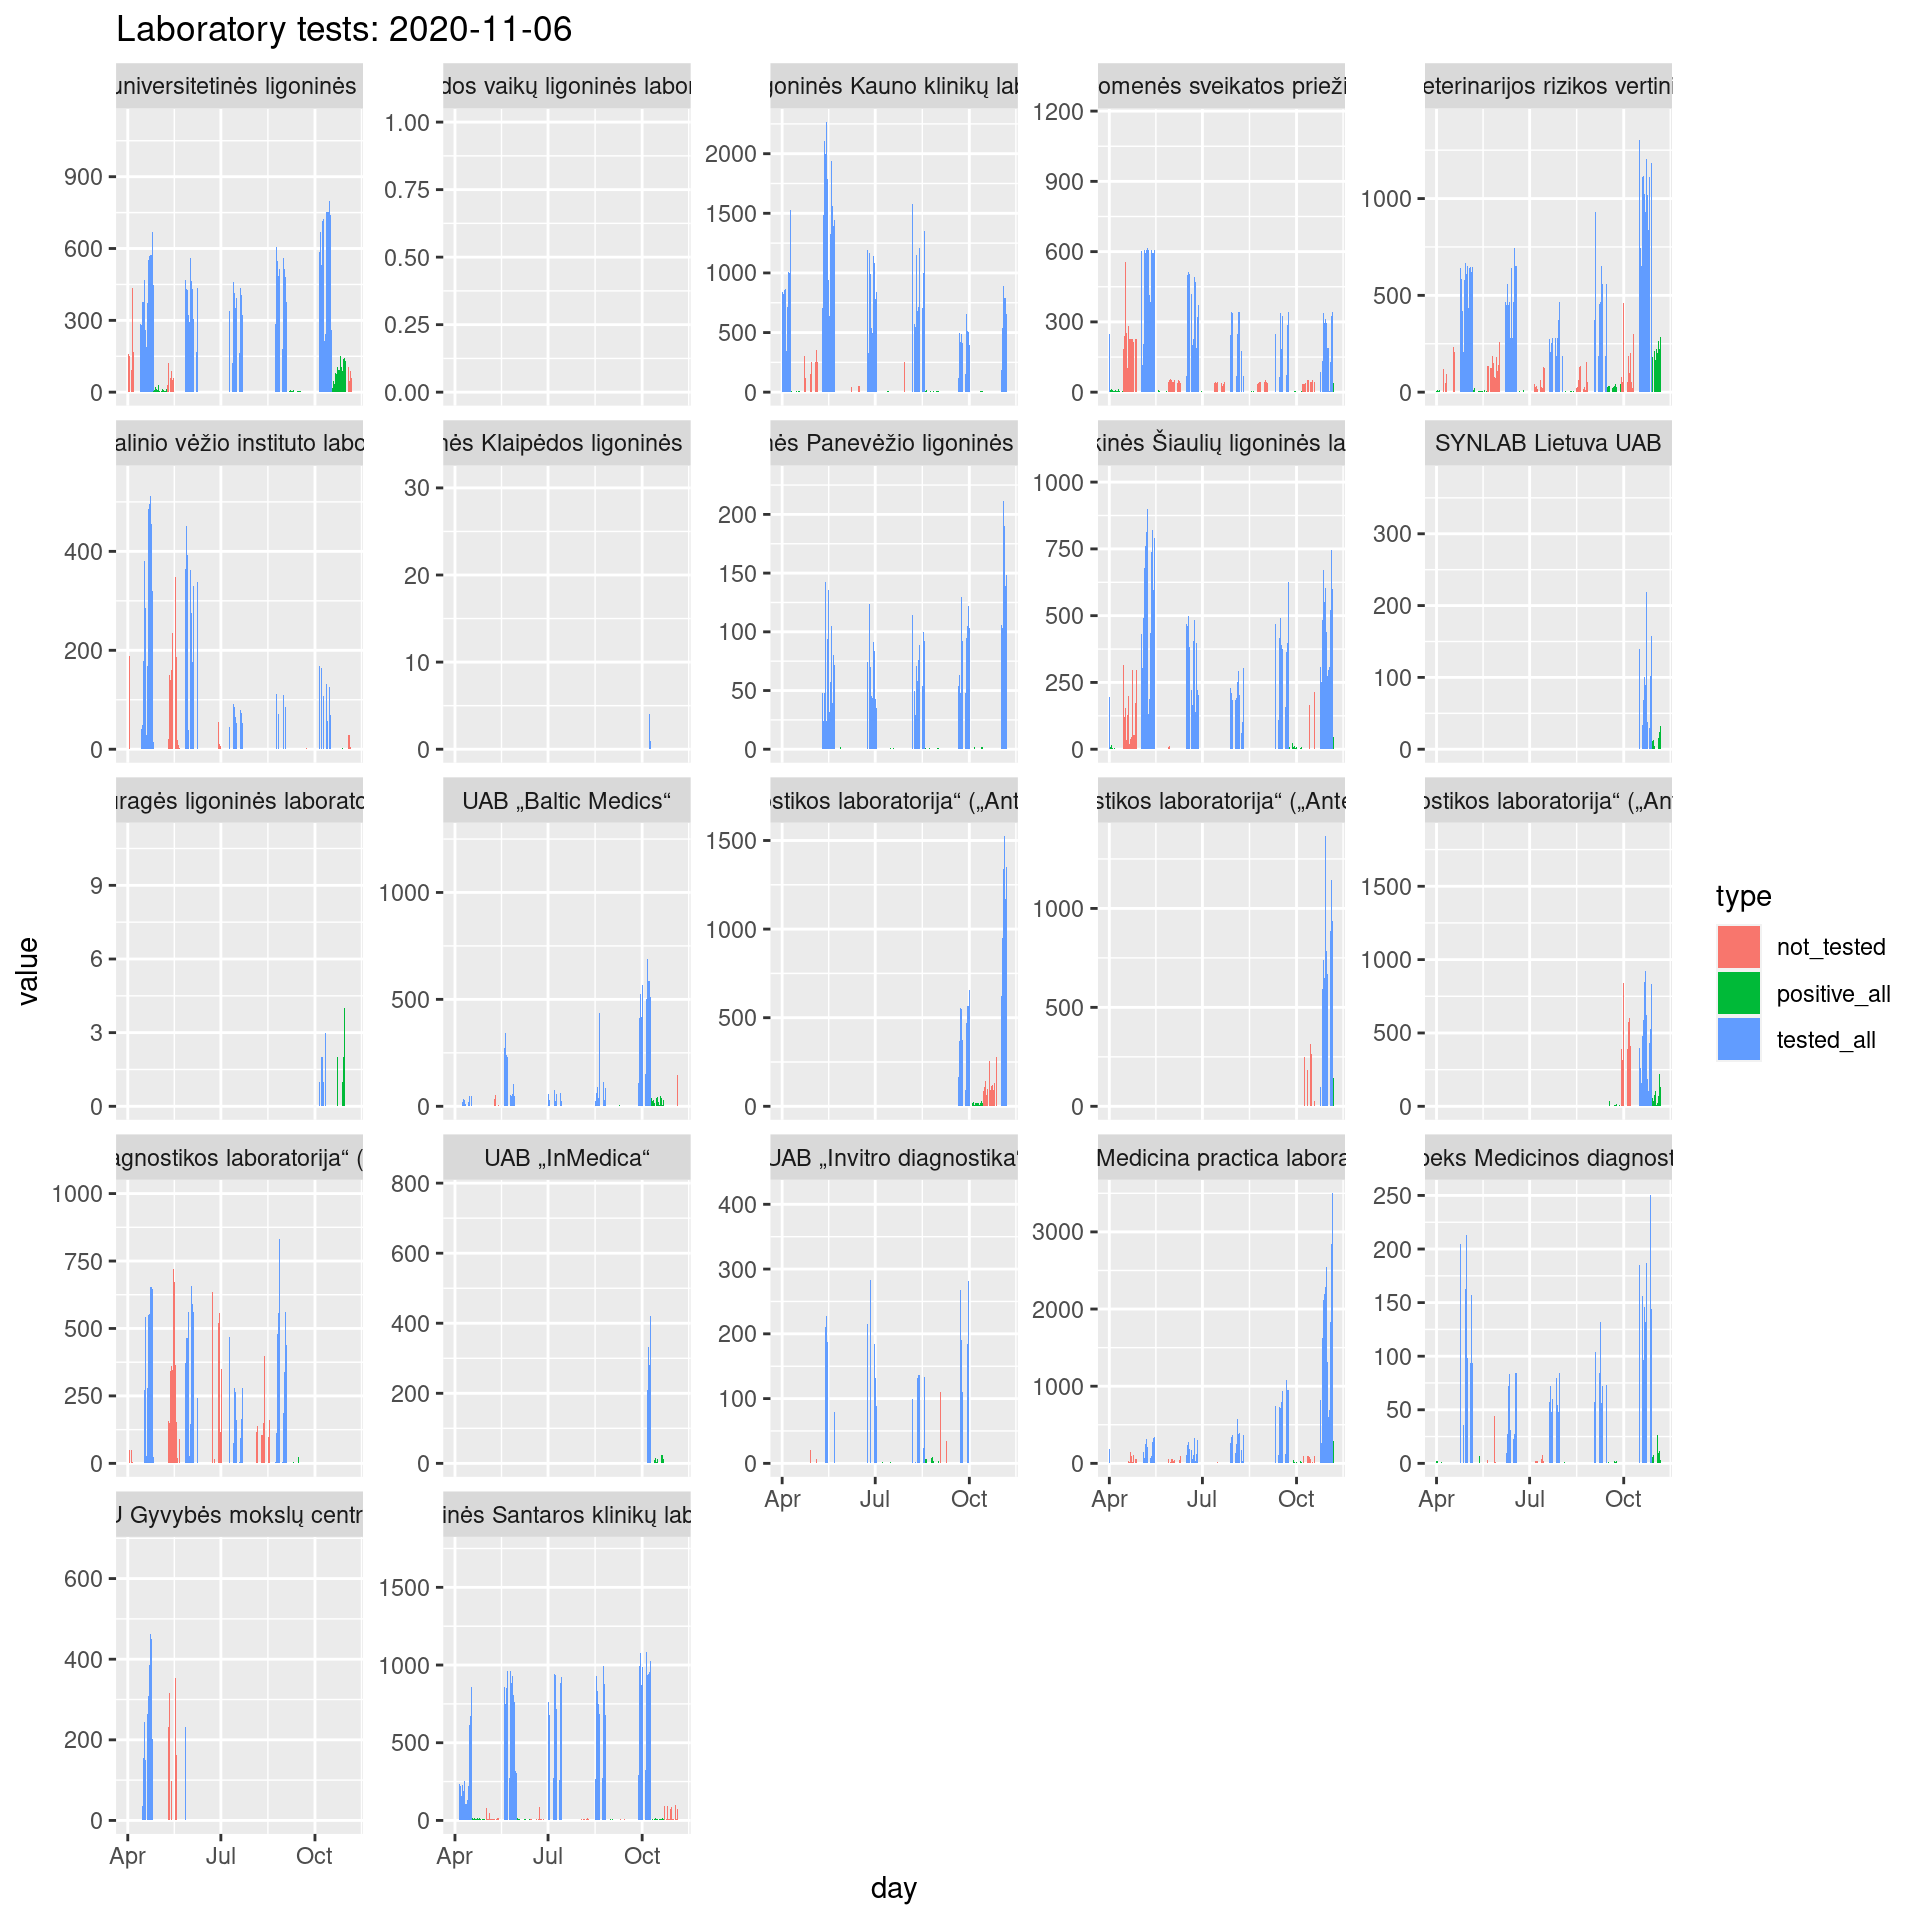 Laboratory tests: 2020-11-06
universitetinės ligoninės
dos vaikų ligoninės labor
goninės Kauno klinikų lab
omenės sveikatos prieži
eterinarijos rizikos vertini
900
600
300
0
1.00
0.75
0.50
0.25
0.00
2000
1500
1000
500
0
1200
900
600
300
0
1000
500
0
alinio vėžio instituto labo
nės Klaipėdos ligoninės
nės Panevėžio ligoninės
kinės Šiaulių ligoninės la
SYNLAB Lietuva UAB
400
200
0
30
20
10
0
200
150
100
50
0
1000
750
500
250
0
300
200
100
0
uragės ligoninės laborato
UAB „Baltic Medics“
ostikos laboratorija“ („Ant
stikos laboratorija“ („Ante
ostikos laboratorija“ („An
9
6
3
0
1000
500
0
1500
1000
500
0
1000
500
0
1500
1000
500
0
agnostikos laboratorija“ (
UAB „InMedica“
UAB „Invitro diagnostika“
Medicina practica labora
beks Medicinos diagnost
1000
750
500
250
0
800
600
400
200
0
400
300
200
100
0
3000
2000
1000
0
250
200
150
100
50
0
Apr Jul Oct
Apr Jul Oct
Apr Jul Oct
U Gyvybės mokslų centr
inės Santaros klinikų lab
600
400
200
0
1500
1000
500
0
Apr Jul Oct
Apr Jul Oct
day
value
type
not_tested
positive_all
tested_all